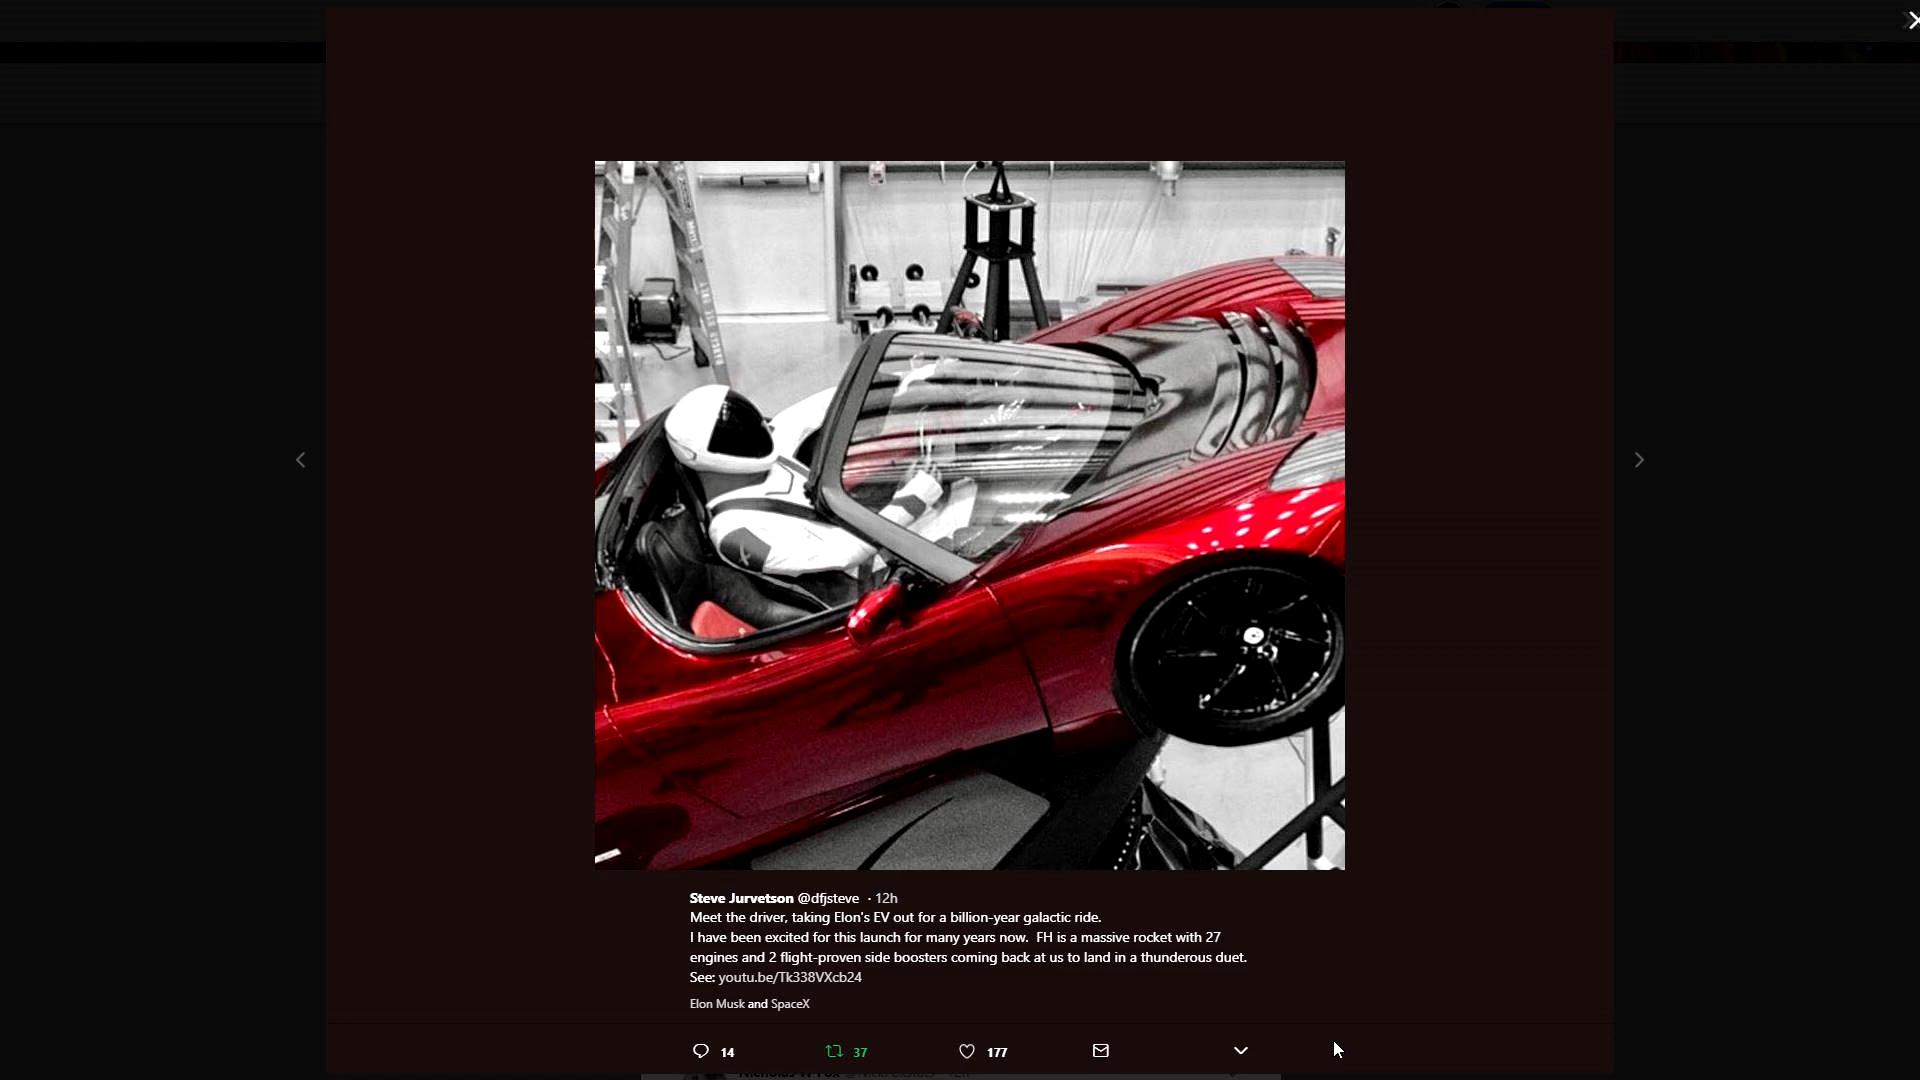 Steve Jurvetson @dfjsteve · 12h
Meet the driver, taking Elon's EV out for a billion-year galactic ride.
I have been excited for this launch for many years now. FH is a massive rocket with 27
engines and 2 flight-proven side boosters coming back at us to land in a thunderous duet.
See: youtu.be/Tk338VXcb24
Elon Musk and SpaceX
14 37 177